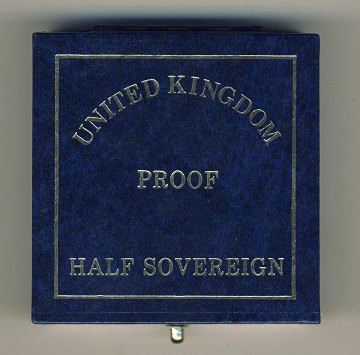 UNITED KINGDOM
PROOF
HALF SOVEREIGN